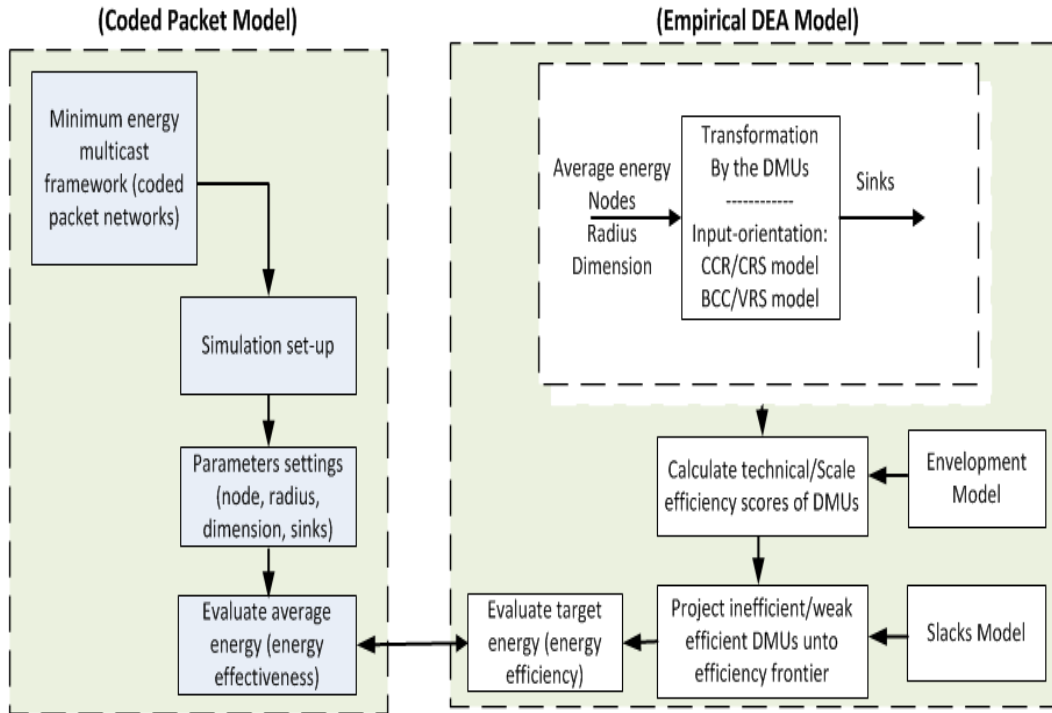 (Coded Packet Model)
Minimum energy
multicast
framework (coded
packet networks)
Simulation set-up
Parameters settings
(node, radius,
dimension, sinks)
Evaluate average
energy (energy
effectiveness)
(Empirical DEA Model)
Average energy
Nodes
Radius
Dimension
Transformation
By the DMUs
------------
Input-orientation:
CCR/CRS model
BCC/VRS model
Sinks
Calculate technical/Scale
efficiency scores of DMUs
Envelopment
Model
Evaluate target
energy (energy
efficiency)
Project inefficient/weak
efficient DMUs unto
efficiency frontier
Slacks Model